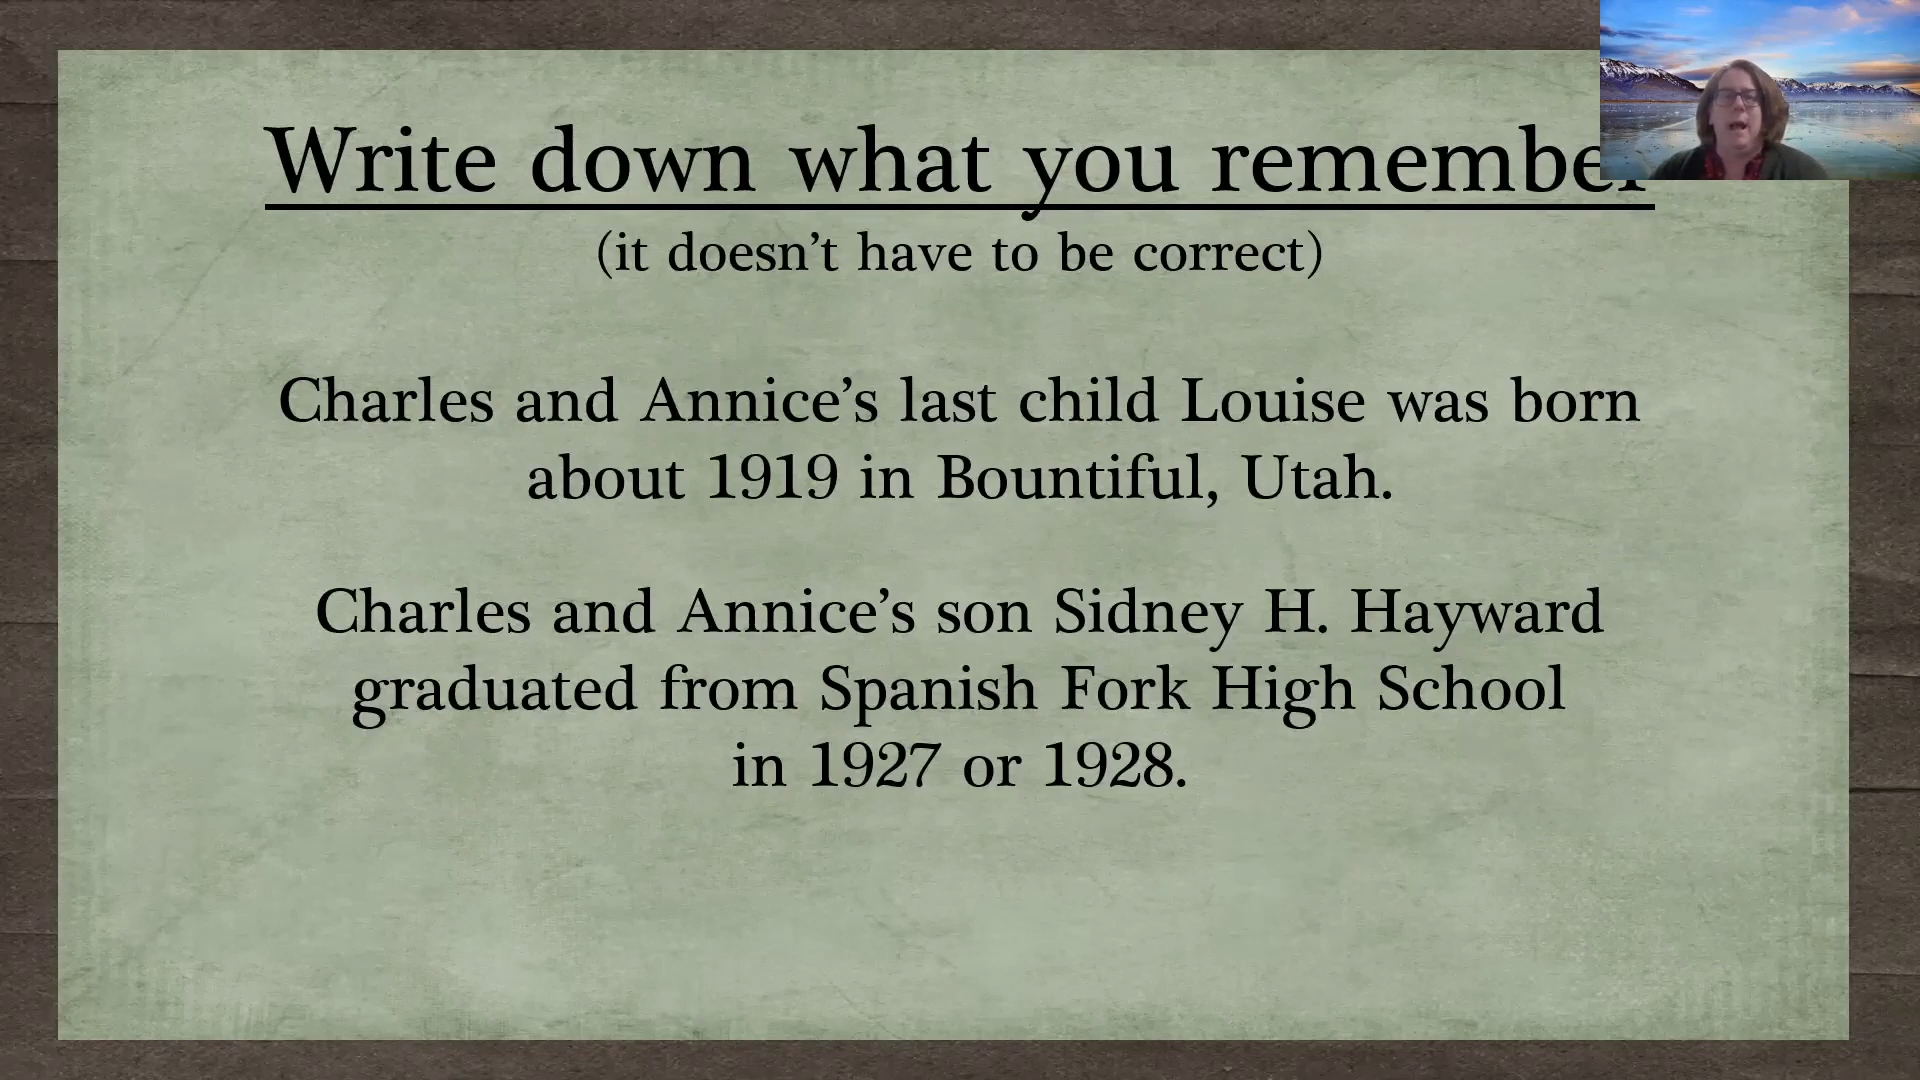 Write down what you remember
(it doesn’t have to be correct)
Charles and Annice’s last child Louise was born
about 1919 in Bountiful, Utah.
Charles and Annice’s son Sidney H. Hayward
graduated from Spanish Fork High School
in 1927 or 1928.